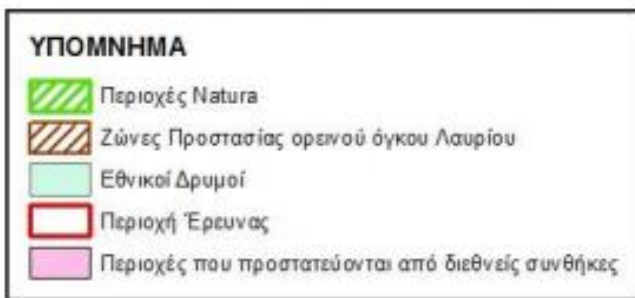 ΥΠΟΜΝΗΜΑ
Περιοχές Natura
Ζώνες Προστασίας ορεινού όγκου Λαυρίου
Εθνικοί Δρυμοί
Περιοχή Έρευνας
Περιοχές που προστατεύονται από διεθνείς συνθήκες